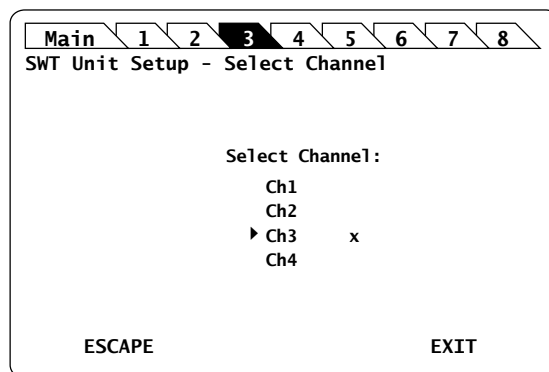 Main 1 2 3 4 5 6 7 8
SWT Unit Setup - Select Channel
Select Channel:
Ch1
Ch2
Ch3 x
Ch4
ESCAPE EXIT